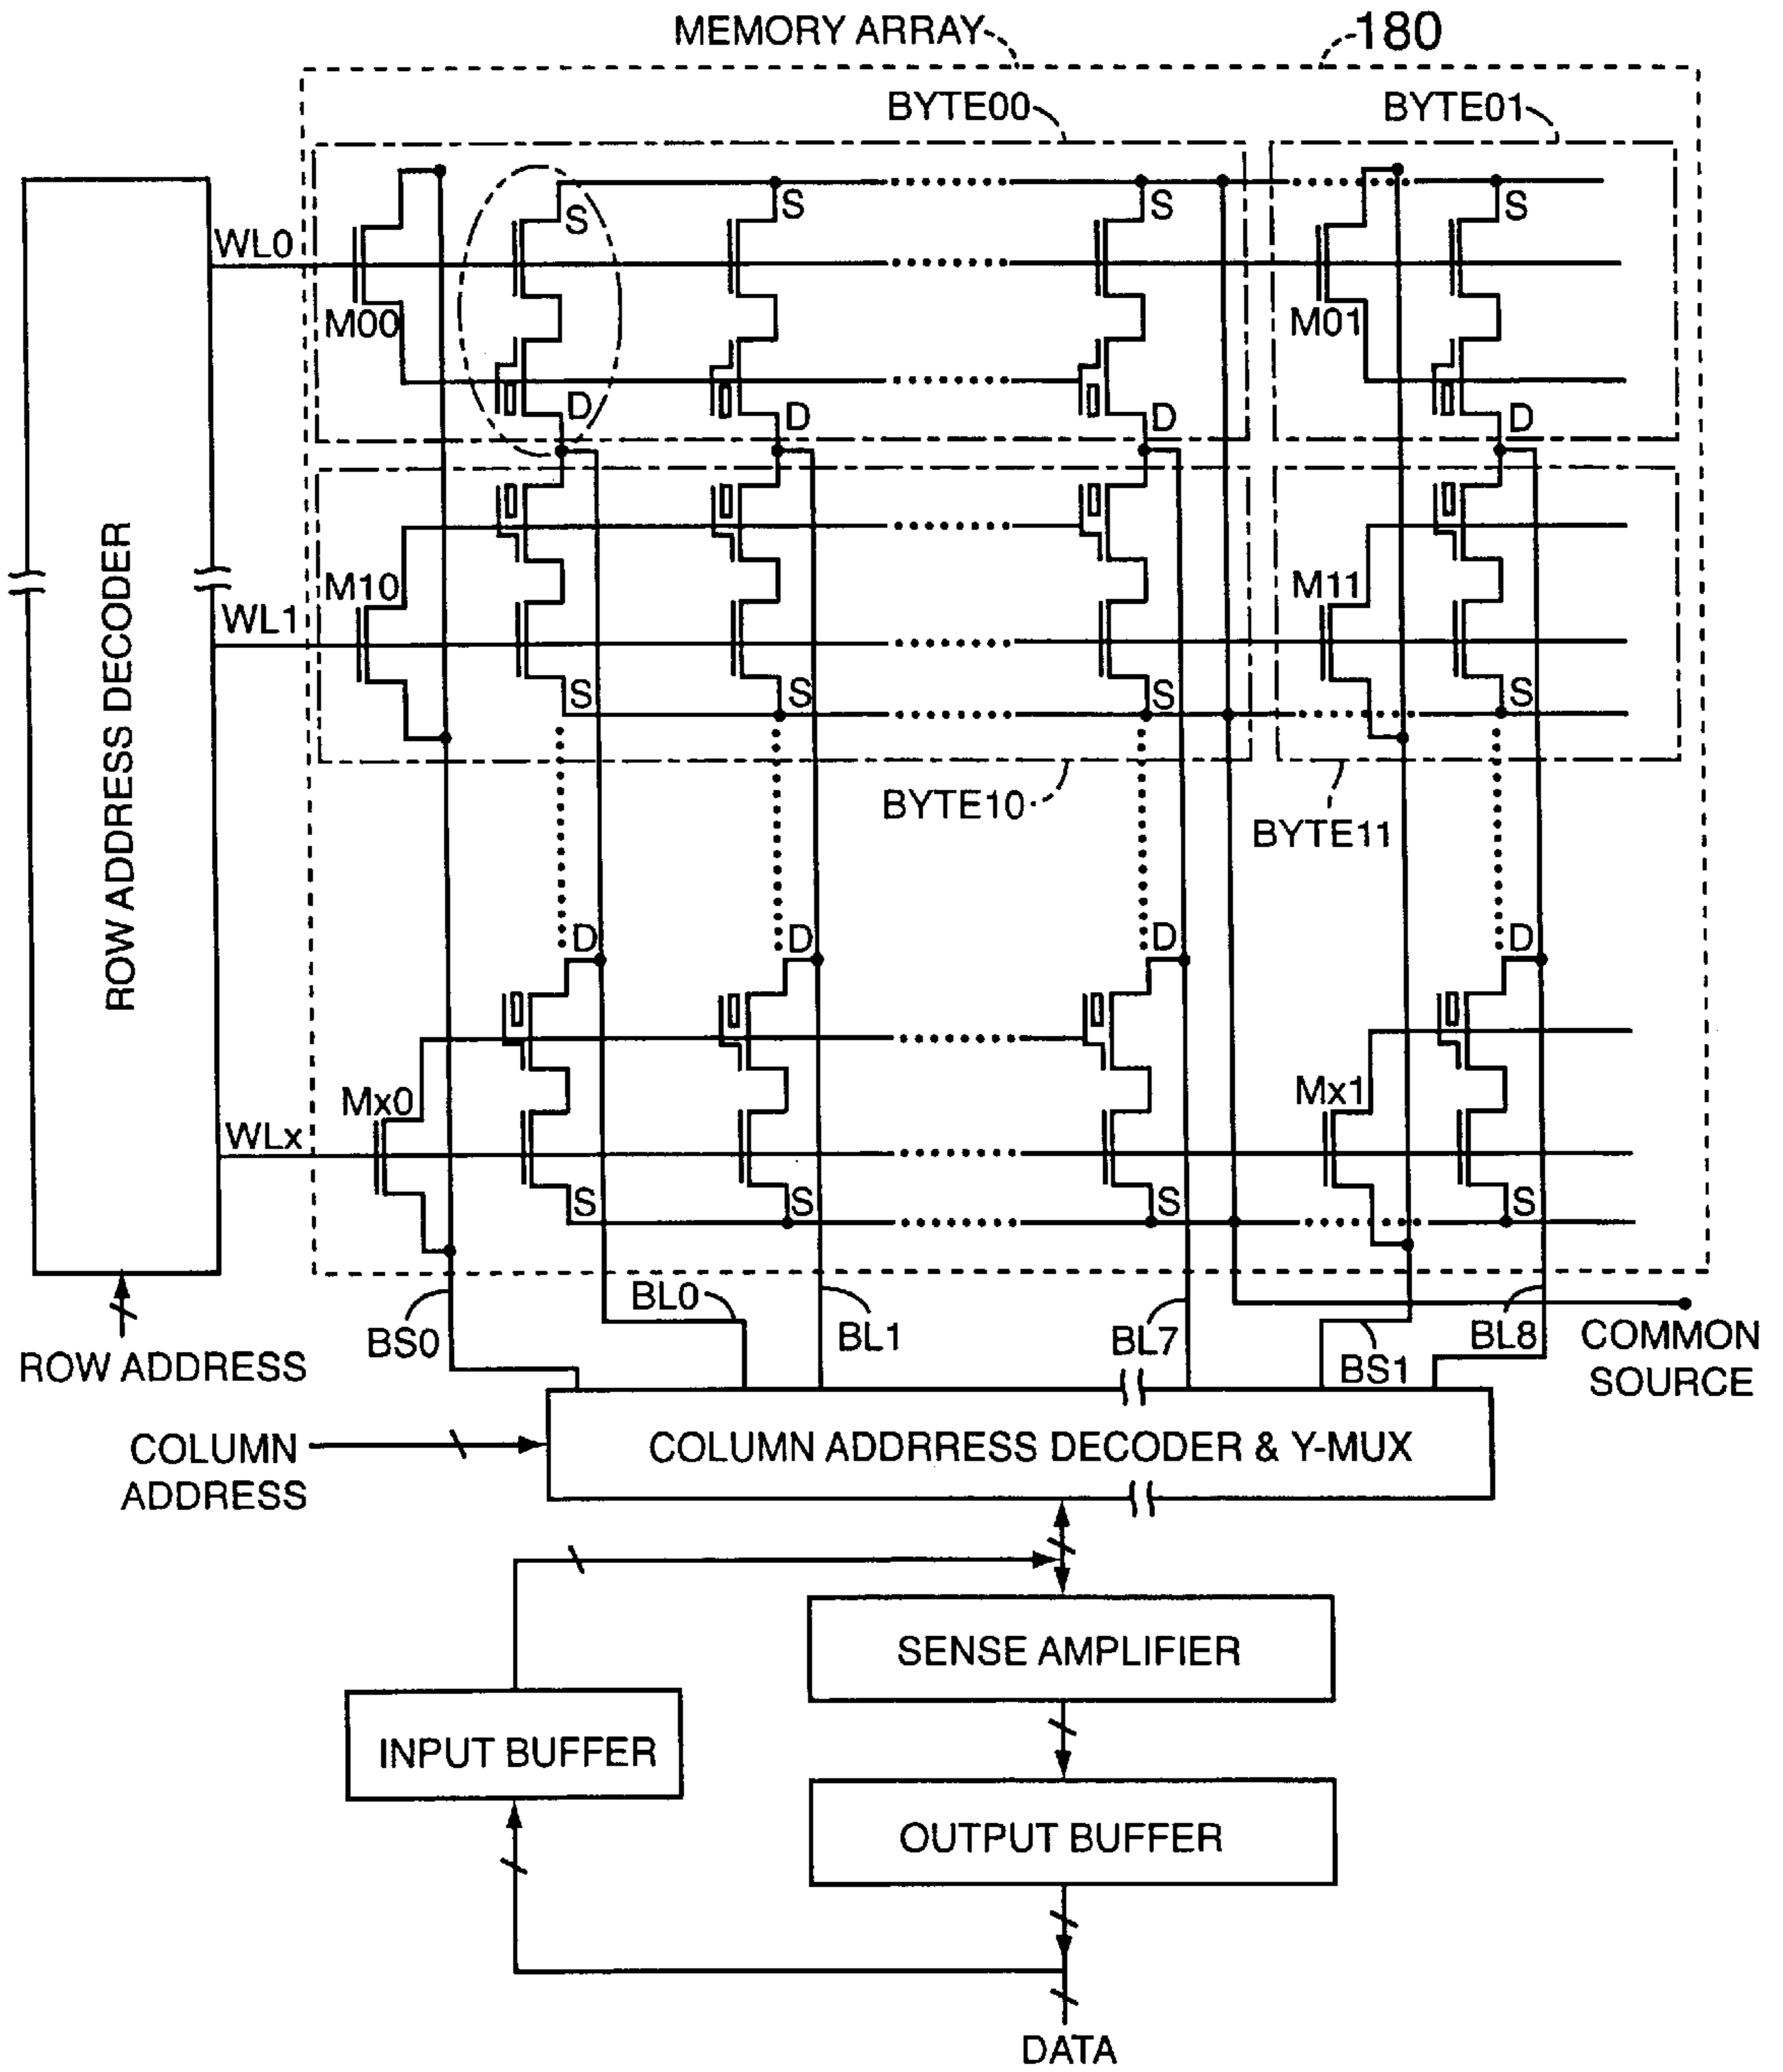 MEMORY ARRAY
180
BYTE00
BYTE01
S
S
S
S
WL0
M00
M01
D
D
D
D
ROW ADDRESS DECODER
M10
M11
WL1
S
S
S
S
BYTE10
BYTE11
D
D
D
D
Mx0
Mx1
WLx
S
S
S
S
BS0
BL0
BL1
BL7
BS1
BL8
COMMON
SOURCE
ROW ADDRESS
COLUMN
ADDRESS
COLUMN ADDRRESS DECODER & Y-MUX
SENSE AMPLIFIER
INPUT BUFFER
OUTPUT BUFFER
DATA